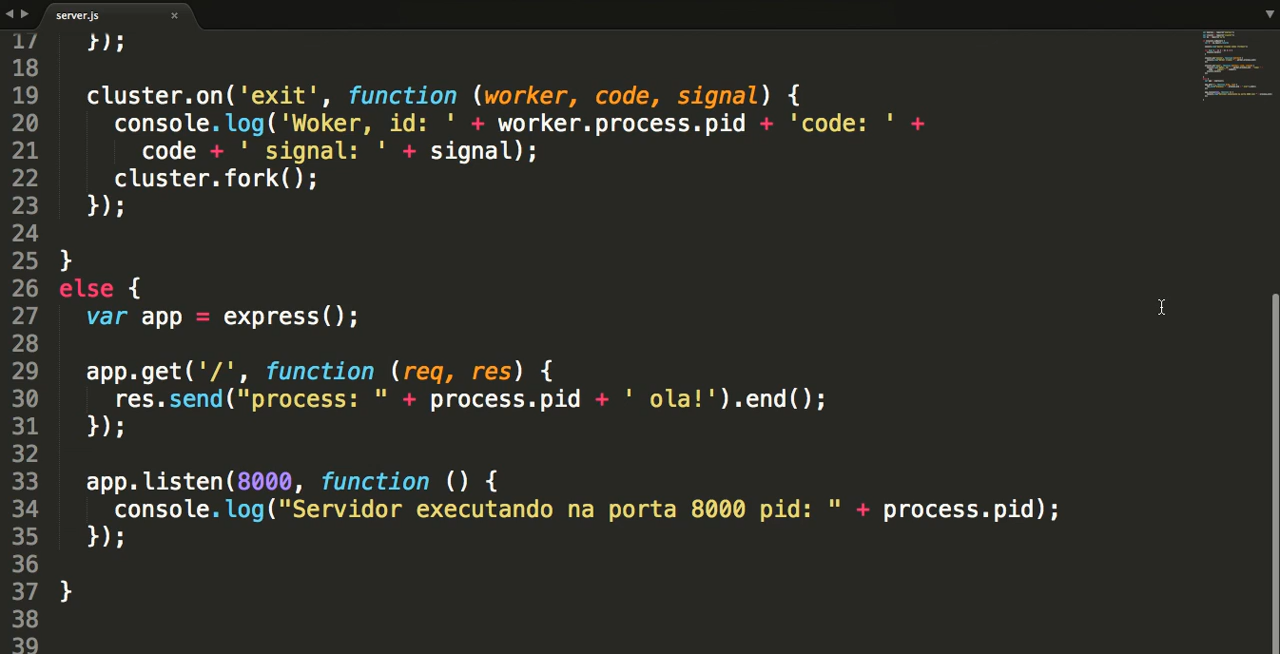 server.js ×
17 });
18
19 cluster.on('exit', function (worker, code, signal) {
20 console.log('Woker, id: ' + worker.process.pid + 'code: ' +
21 code + ' signal: ' + signal);
22 cluster.fork();
23 });
24
25 }
26 else {
27 var app = express();
28
29 app.get('/', function (req, res) {
30 res.send("process: " + process.pid + ' ola!').end();
31 });
32
33 app.listen(8000, function () {
34 console.log("Servidor executando na porta 8000 pid: " + process.pid);
35 });
36
37 }
38
39